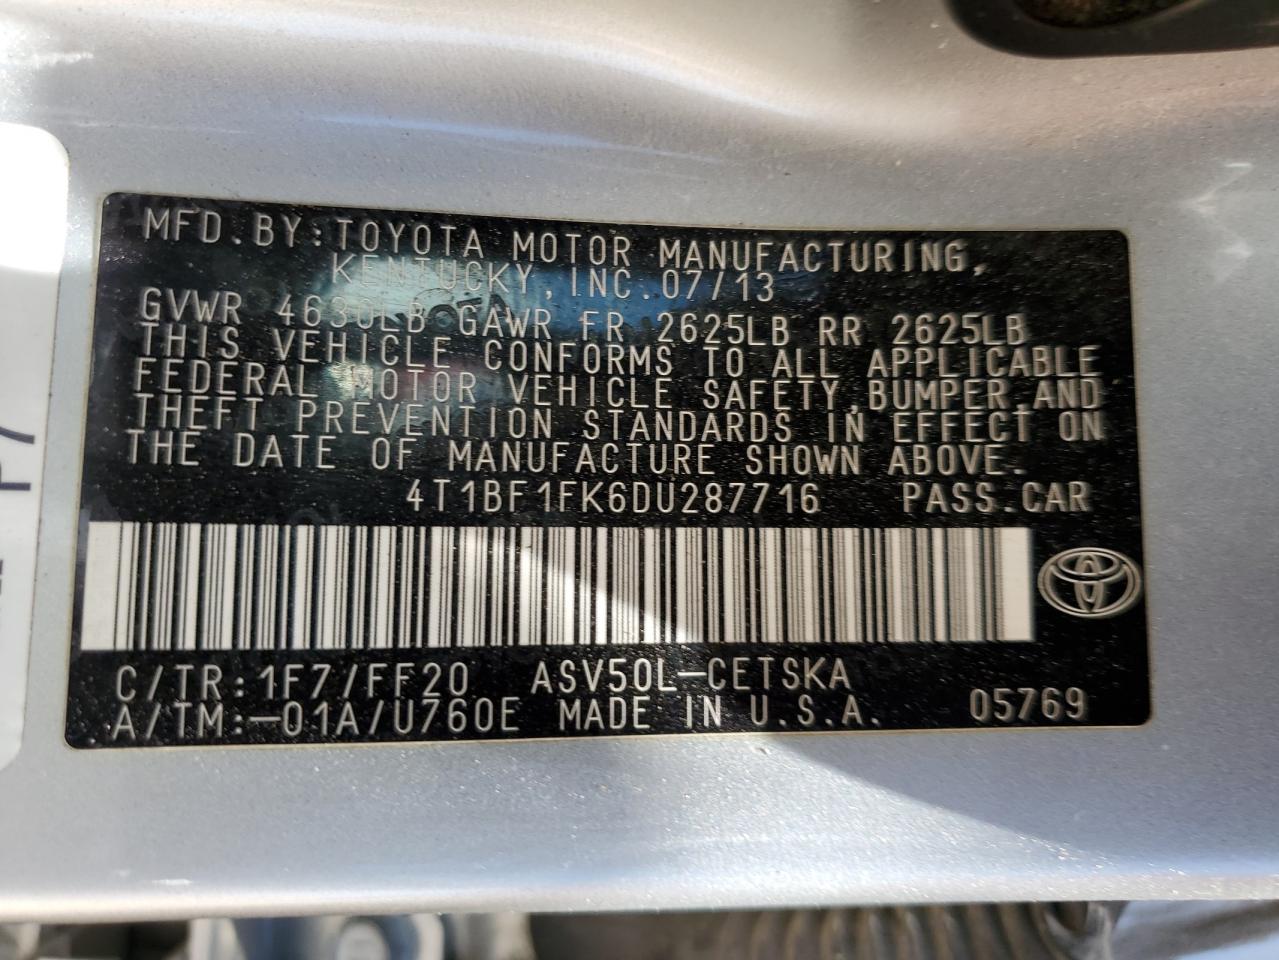 MFD.BY:TOYOTA MOTOR MANUFACTURING,
KENTUCKY,INC.07/13
GVWR 4630LB GAWR FR 2625LB RR 2625LB
THIS VEHICLE CONFORMS TO ALL APPLICABLE
FEDERAL MOTOR VEHICLE SAFETY,BUMPER,AND
THEFT PREVENTION STANDARDS IN EFFECT ON
THE DATE OF MANUFACTURE SHOWN ABOVE.
4T1BF1FK6DU287716 PASS.CAR
C/TR:1F7/FF20 ASV50L-CETSKA
A/TM:-01A/U760E MADE IN U.S.A. 05769